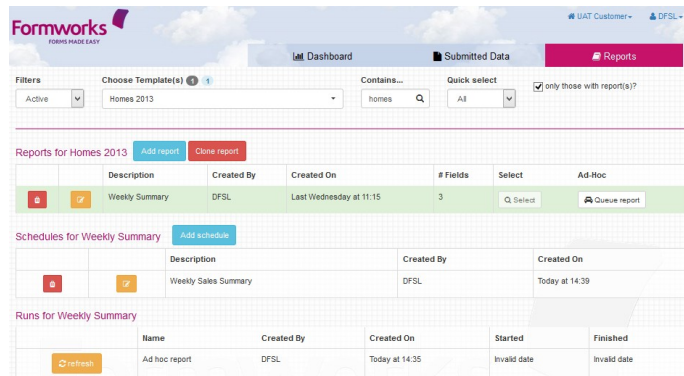 Formworks
FORMS MADE EASY
UAT Customer DFSL
Dashboard Submitted Data Reports
Filters Choose Template(s) 1 1 Contains... Quick select
Active Homes 2013 homes All only those with report(s)?
Reports for Homes 2013 Add report Clone report
Description Created By Created On # Fields Select Ad-Hoc
Weekly Summary DFSL Last Wednesday at 11:15 3 Select Queue report
Schedules for Weekly Summary Add schedule
Description Created By Created On
Weekly Sales Summary DFSL Today at 14:39
Runs for Weekly Summary
Name Created By Created On Started Finished
refresh Ad hoc report DFSL Today at 14:35 Invalid date Invalid date